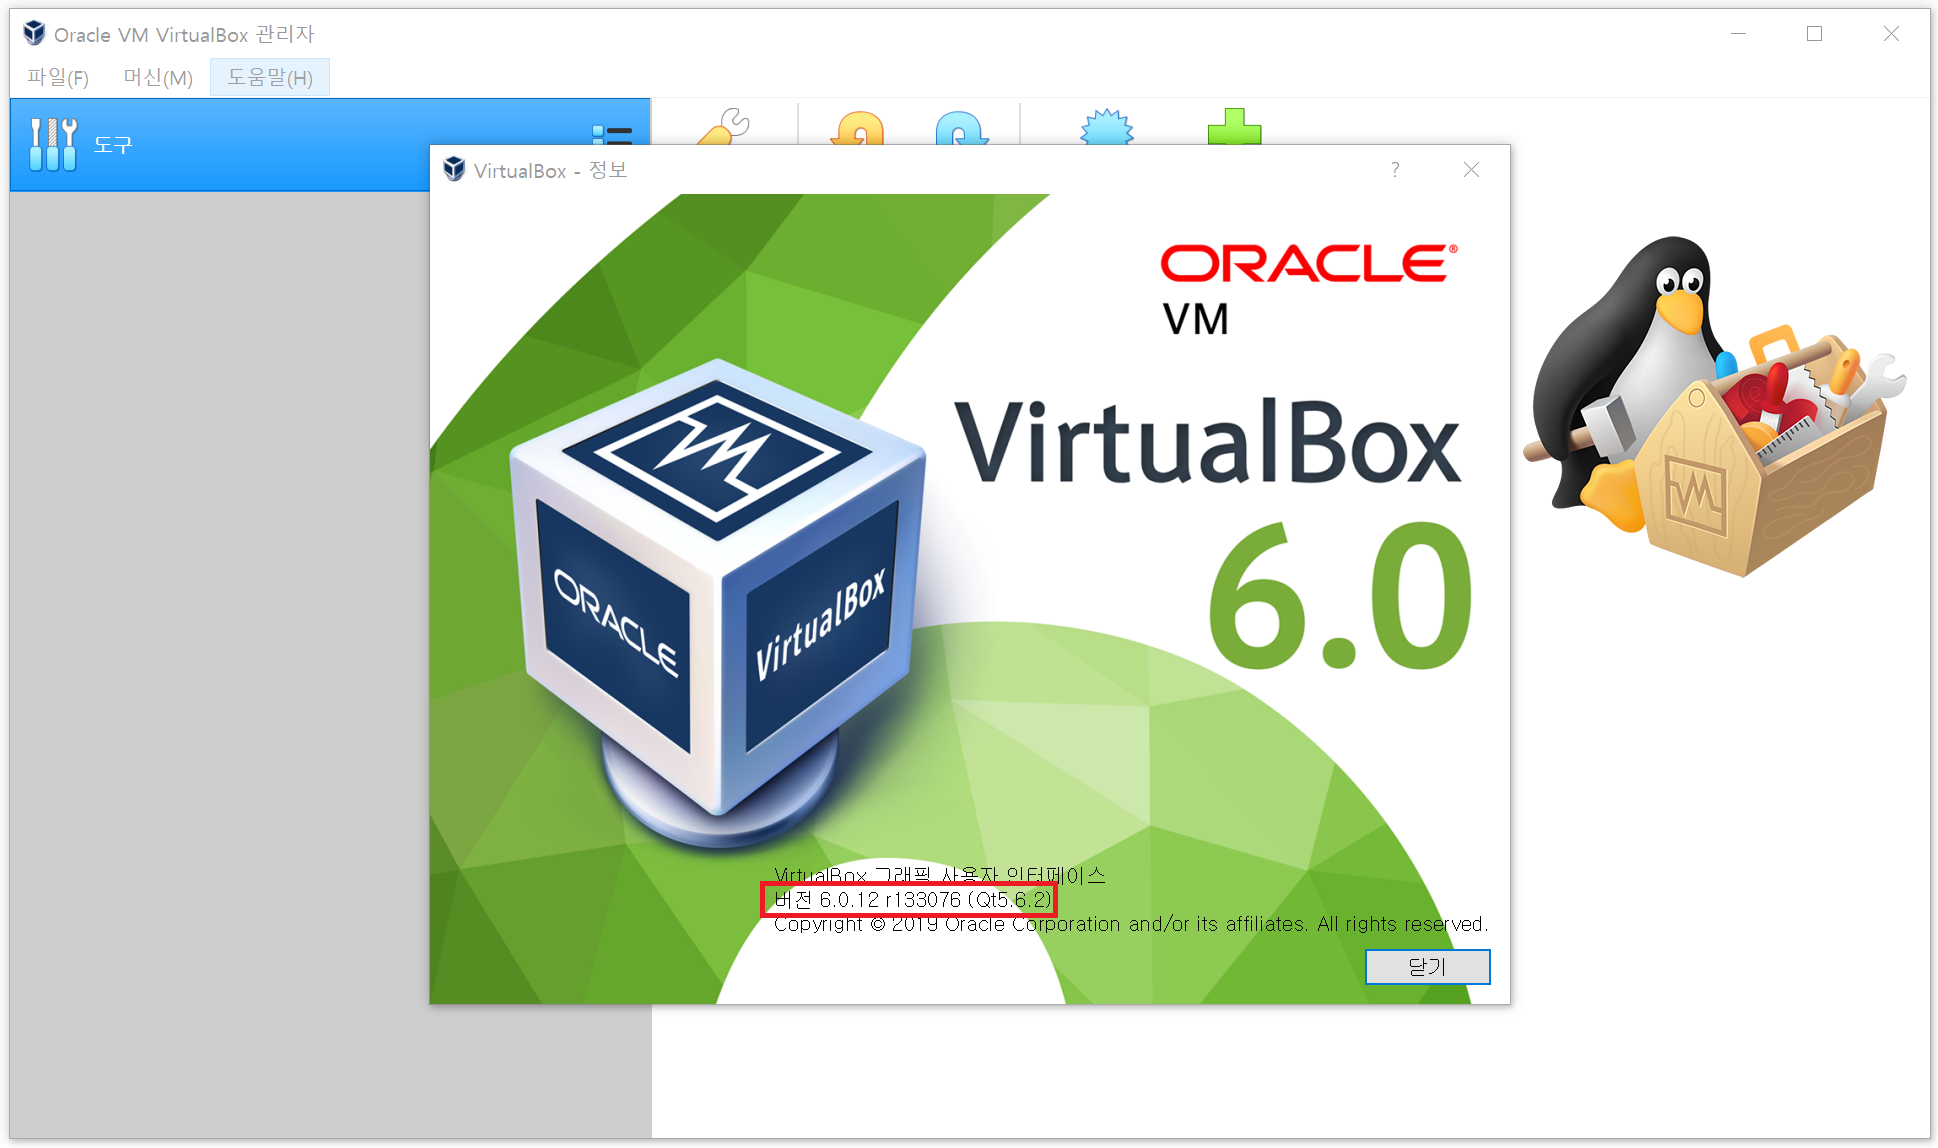 Oracle VM VirtualBox 관리자
파일(F) 머신(M) 도움말(H)
도구
VirtualBox - 정보
?
ORACLE®
VM
VirtualBox
6.0
ORACLE
VirtualBox
VirtualBox 그래픽 사용자 인터페이스
버전 6.0.12 r133076 (Qt5.6.2)
Copyright © 2019 Oracle Corporation and/or its affiliates. All rights reserved.
닫기